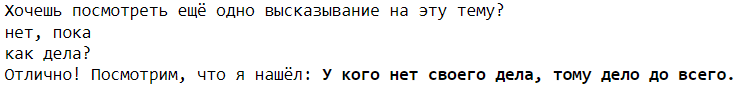 Хочешь посмотреть ещё одно высказывание на эту тему?
нет, пока
как дела?
Отлично! Посмотрим, что я нашёл: У кого нет своего дела, тому дело до всего.